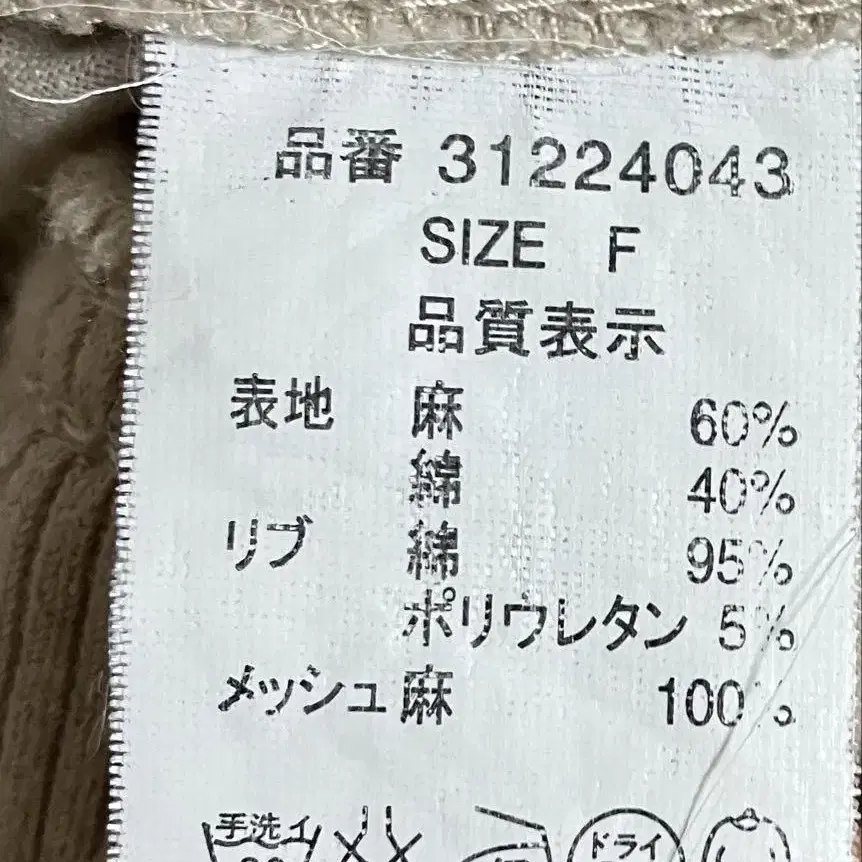 品番 31224043
SIZE F
品質表示
表地 麻 60%
綿 40%
リブ 綿 95%
ポリウレタン 5%
メッシュ 麻 100%
手洗イ
ドライ